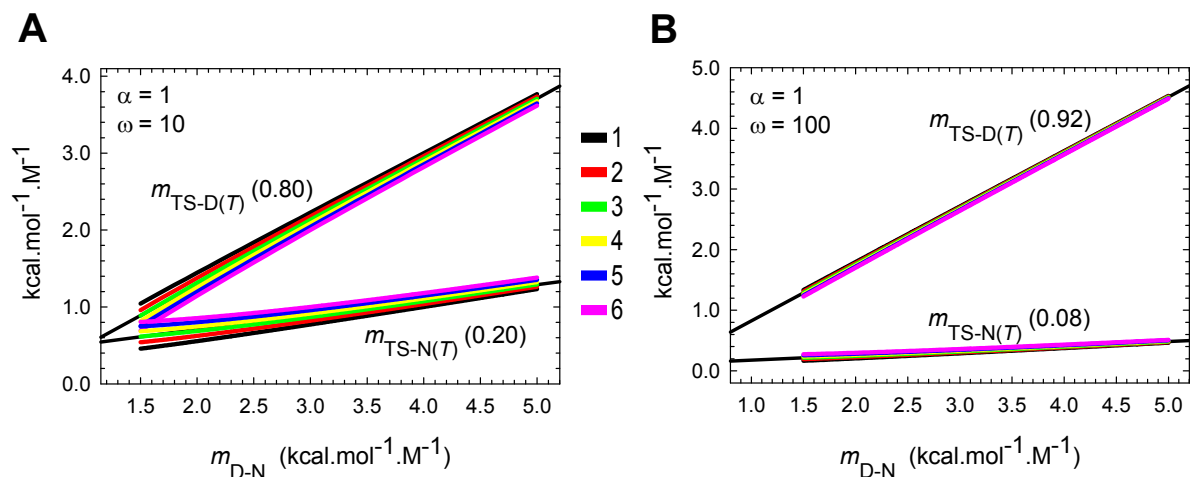 A
α = 1
ω = 10
m_TS-D(T) (0.80)
m_TS-N(T) (0.20)
kcal.mol⁻¹.M⁻¹
4.0
3.0
2.0
1.0
0.0
1.5 2.0 2.5 3.0 3.5 4.0 4.5 5.0
m_D-N (kcal.mol⁻¹.M⁻¹)
1
2
3
4
5
6
B
α = 1
ω = 100
m_TS-D(T) (0.92)
m_TS-N(T) (0.08)
kcal.mol⁻¹.M⁻¹
5.0
4.0
3.0
2.0
1.0
0.0
1.0 1.5 2.0 2.5 3.0 3.5 4.0 4.5 5.0
m_D-N (kcal.mol⁻¹.M⁻¹)